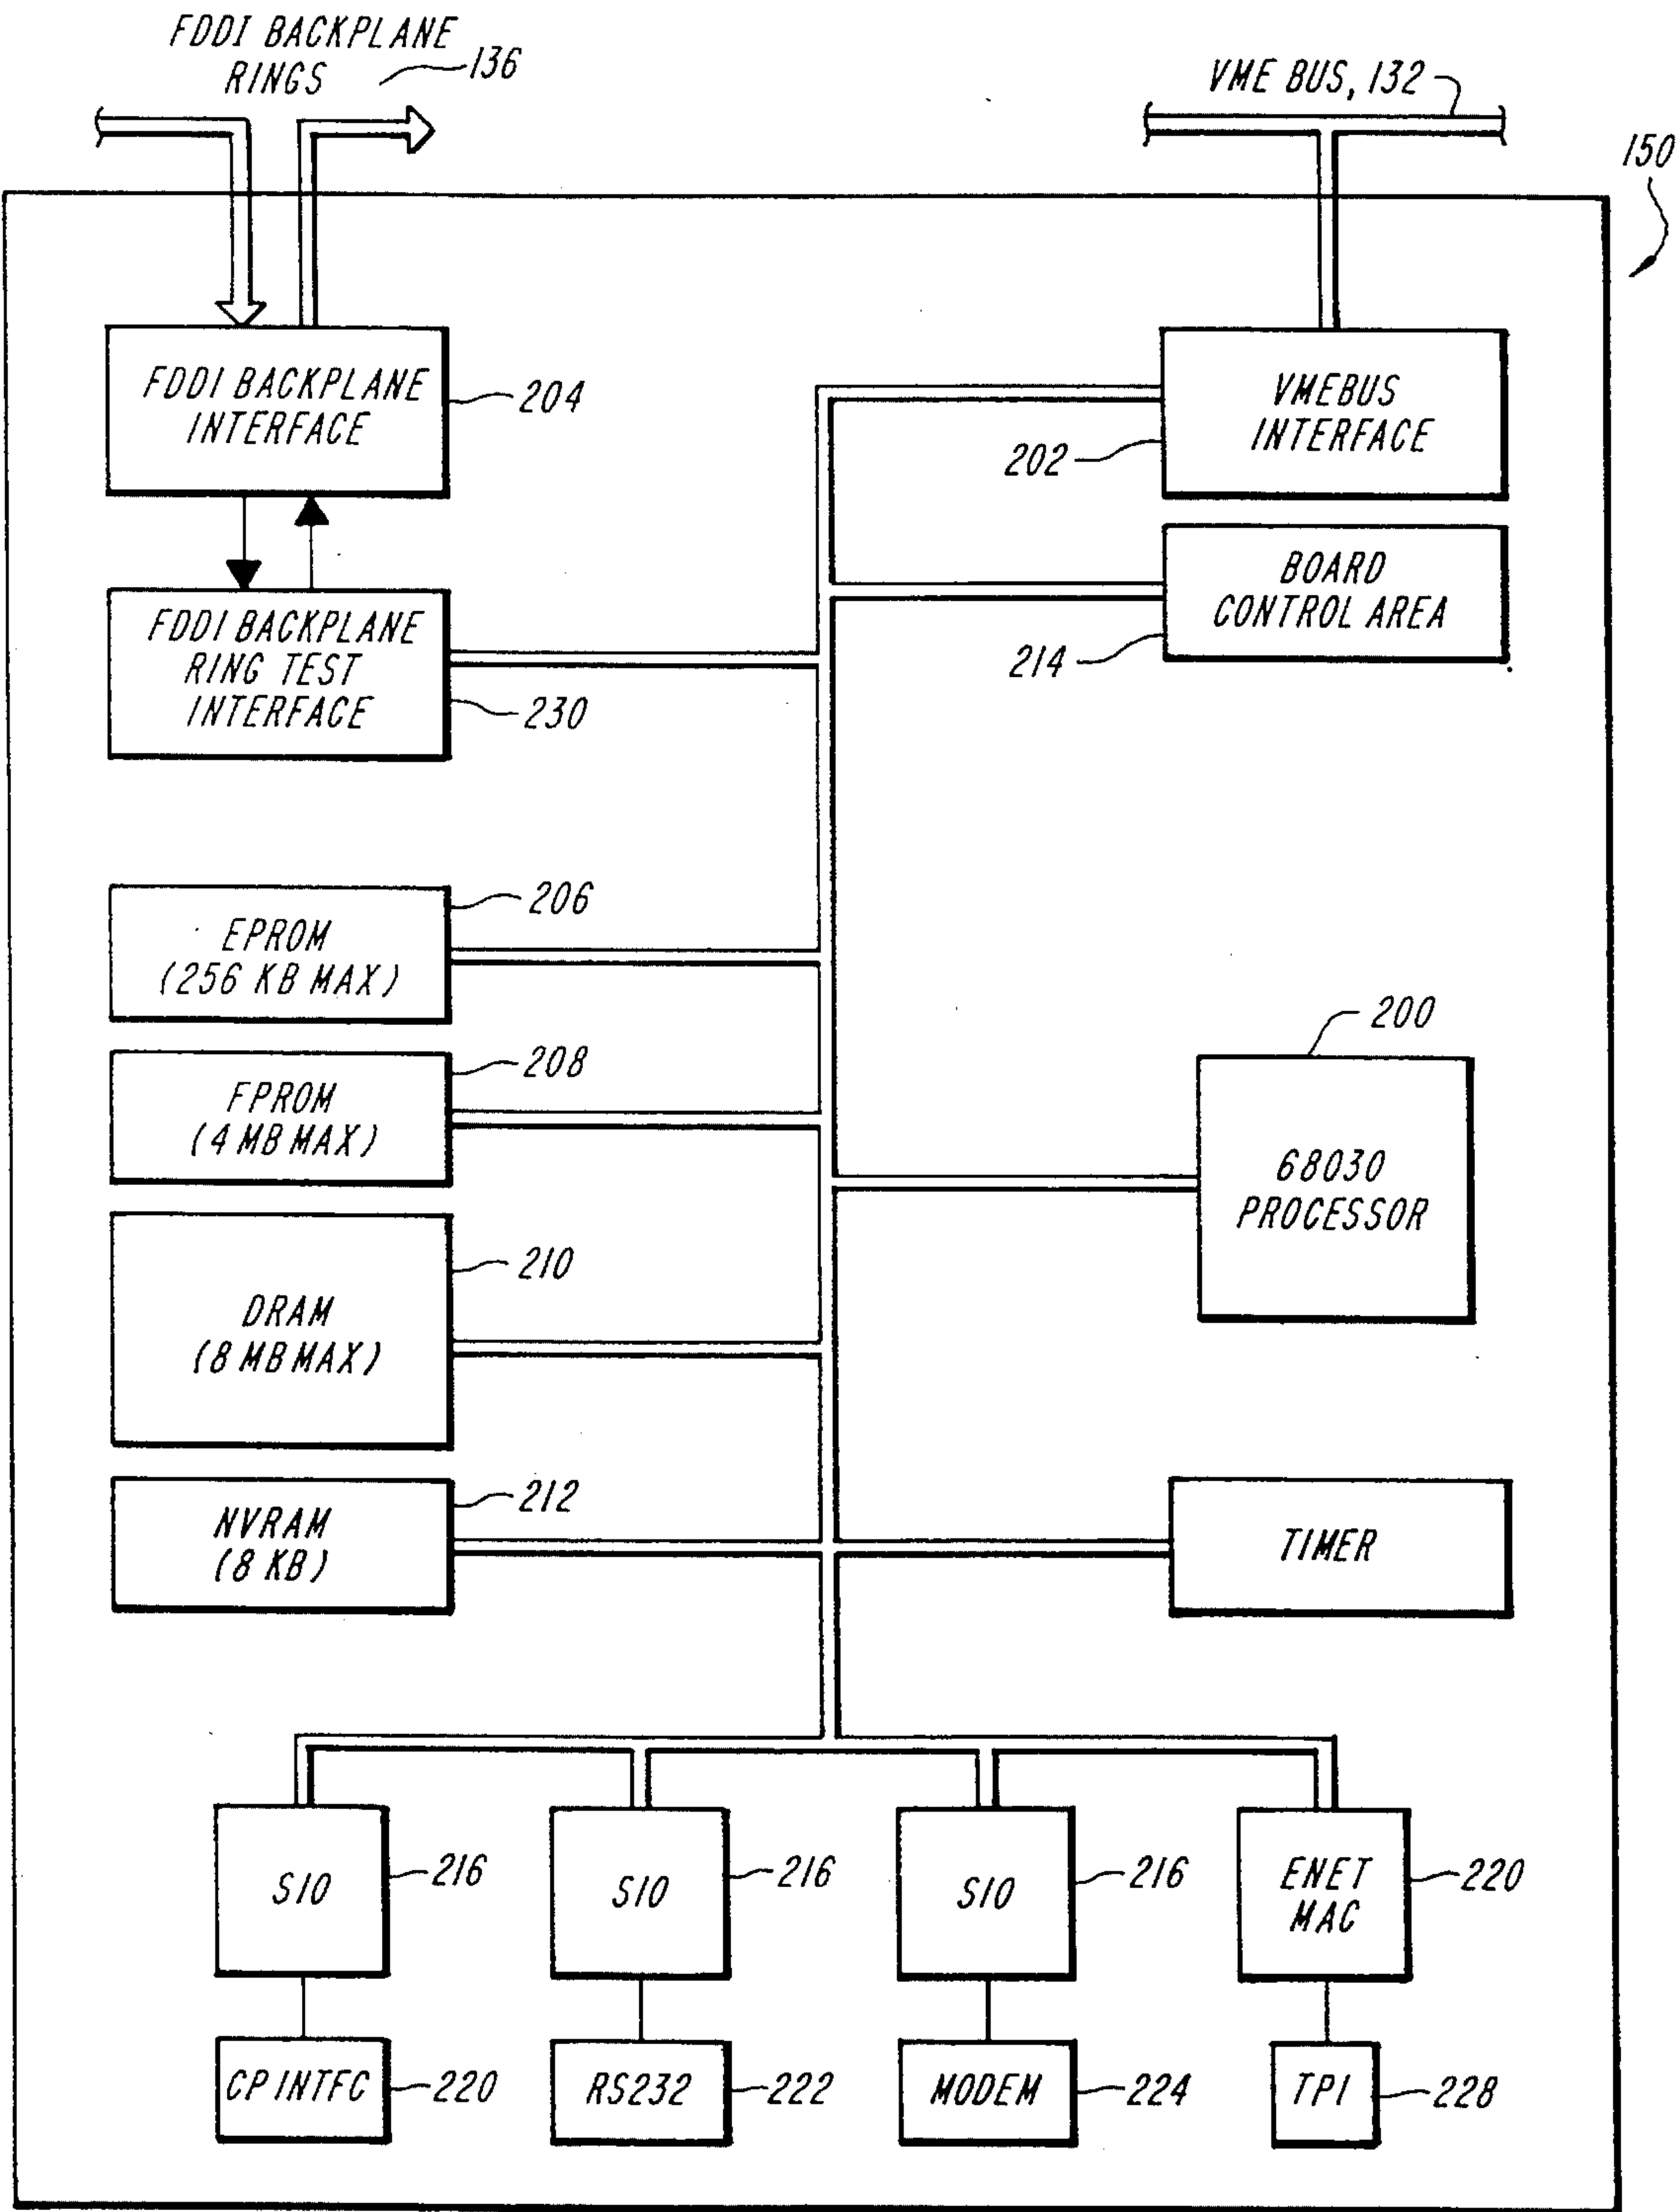 FDDI BACKPLANE
RINGS
136
VME BUS, 132
150
FDDI BACKPLANE
INTERFACE
204
VMEBUS
INTERFACE
202
BOARD
CONTROL AREA
214
FDDI BACKPLANE
RING TEST
INTERFACE
230
EPROM
(256 KB MAX)
206
FPROM
(4 MB MAX)
208
200
68030
PROCESSOR
DRAM
(8 MB MAX)
210
NVRAM
(8 KB)
212
TIMER
SIO
216
SIO
216
SIO
216
ENET
MAC
220
CP INTFC
220
RS232
222
MODEM
224
TPI
228